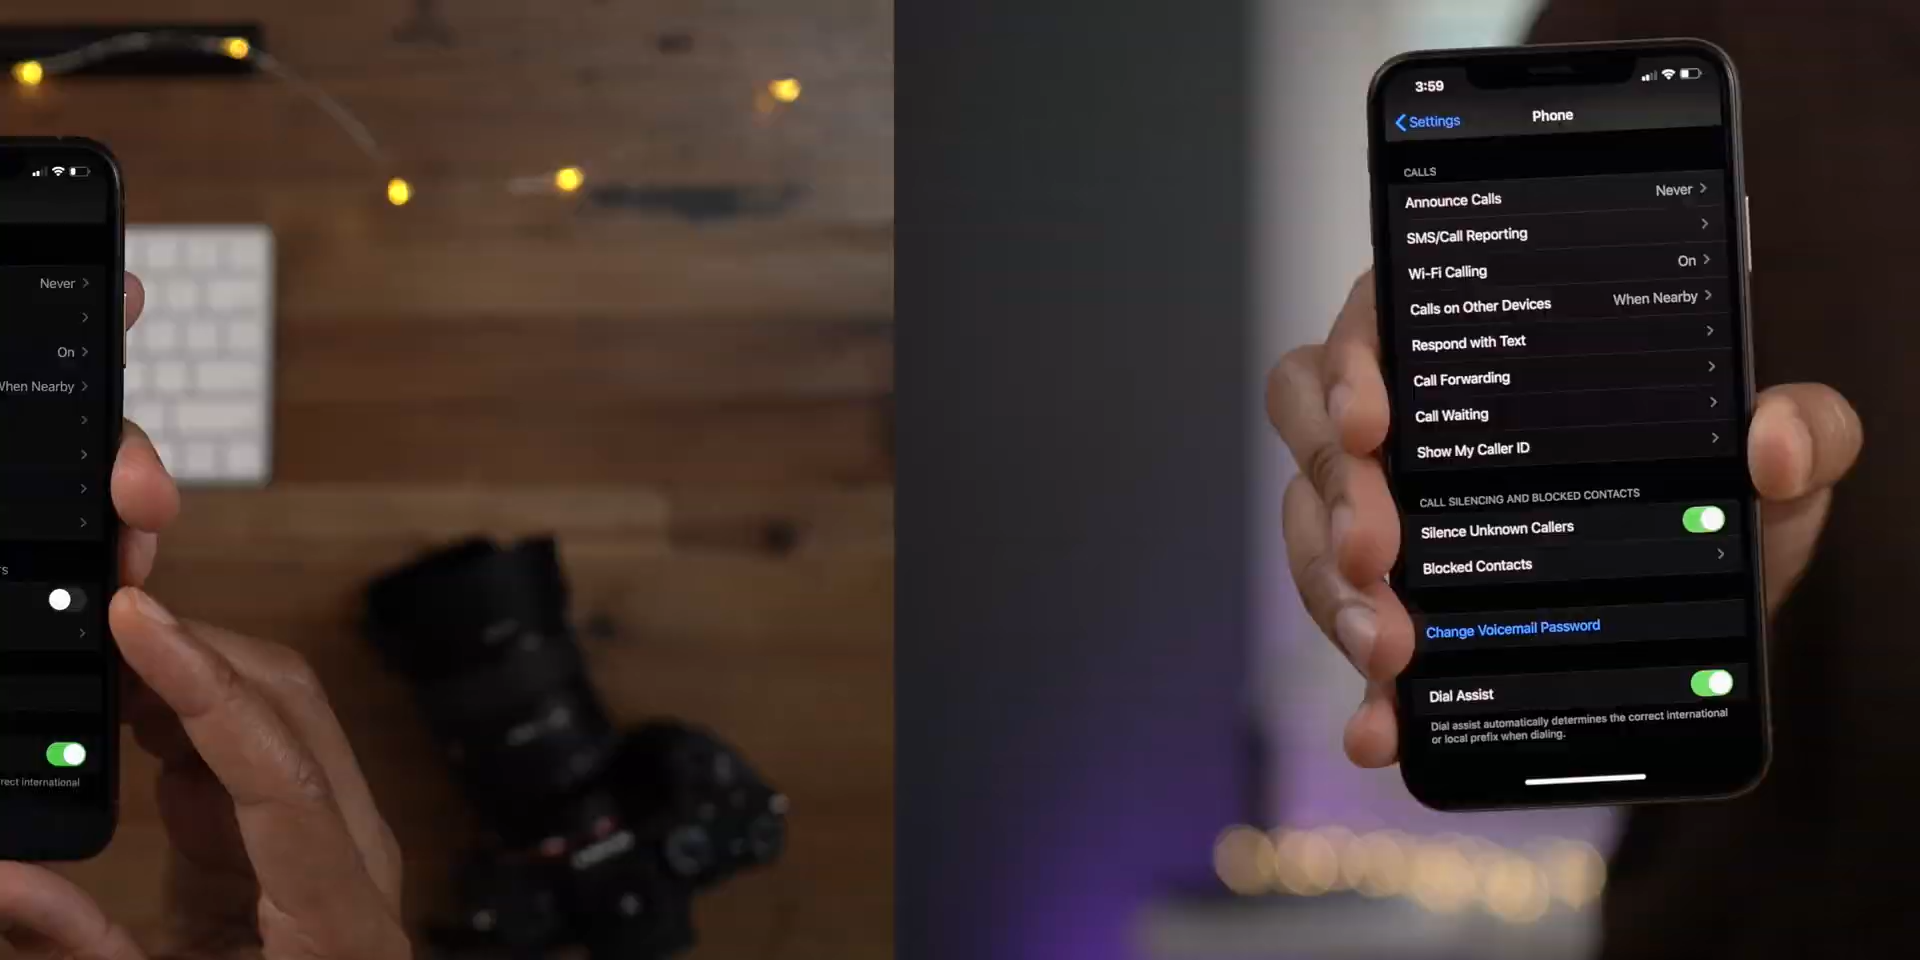 Never
On
When Nearby
rect international
3:59
Settings
Phone
CALLS
Announce Calls
Never
SMS/Call Reporting
Wi-Fi Calling
On
Calls on Other Devices
When Nearby
Respond with Text
Call Forwarding
Call Waiting
Show My Caller ID
CALL SILENCING AND BLOCKED CONTACTS
Silence Unknown Callers
Blocked Contacts
Change Voicemail Password
Dial Assist
Dial assist automatically determines the correct international
or local prefix when dialing.